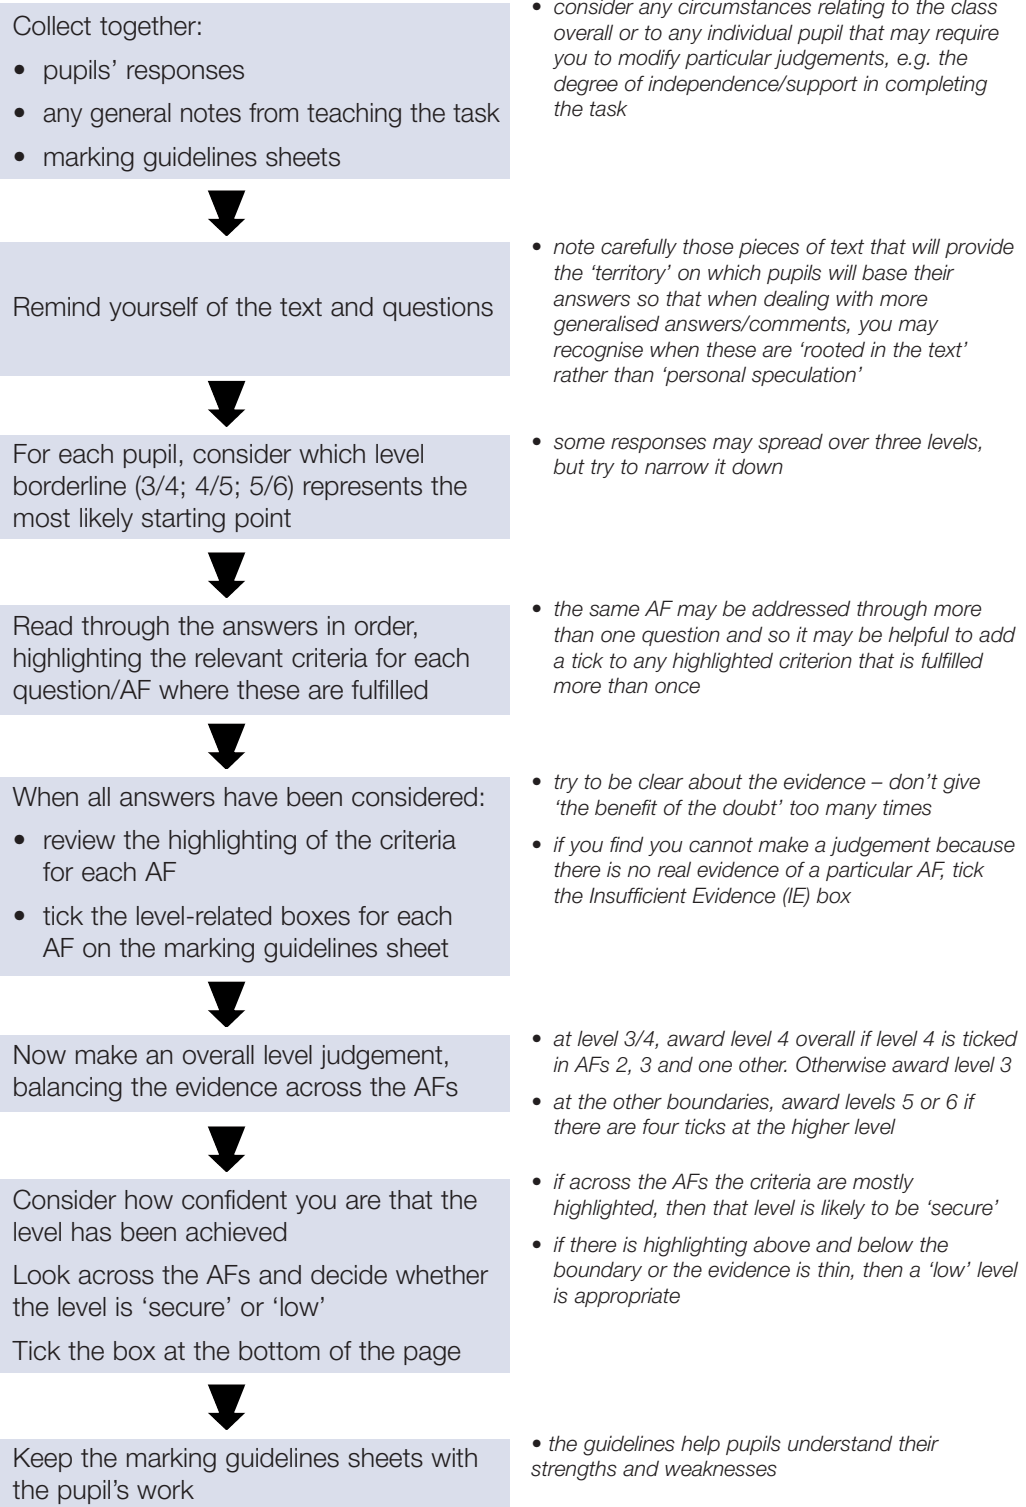 Collect together:
• pupils’ responses
• any general notes from teaching the task
• marking guidelines sheets
• consider any circumstances relating to the class
overall or to any individual pupil that may require
you to modify particular judgements, e.g. the
degree of independence/support in completing
the task
Remind yourself of the text and questions
• note carefully those pieces of text that will provide
the ‘territory’ on which pupils will base their
answers so that when dealing with more
generalised answers/comments, you may
recognise when these are ‘rooted in the text’
rather than ‘personal speculation’
For each pupil, consider which level
borderline (3/4; 4/5; 5/6) represents the
most likely starting point
• some responses may spread over three levels,
but try to narrow it down
Read through the answers in order,
highlighting the relevant criteria for each
question/AF where these are fulfilled
• the same AF may be addressed through more
than one question and so it may be helpful to add
a tick to any highlighted criterion that is fulfilled
more than once
When all answers have been considered:
• review the highlighting of the criteria
for each AF
• tick the level-related boxes for each
AF on the marking guidelines sheet
• try to be clear about the evidence – don’t give
‘the benefit of the doubt’ too many times
• if you find you cannot make a judgement because
there is no real evidence of a particular AF, tick
the Insufficient Evidence (IE) box
Now make an overall level judgement,
balancing the evidence across the AFs
• at level 3/4, award level 4 overall if level 4 is ticked
in AFs 2, 3 and one other. Otherwise award level 3
• at the other boundaries, award levels 5 or 6 if
there are four ticks at the higher level
Consider how confident you are that the
level has been achieved
Look across the AFs and decide whether
the level is ‘secure’ or ‘low’
Tick the box at the bottom of the page
• if across the AFs the criteria are mostly
highlighted, then that level is likely to be ‘secure’
• if there is highlighting above and below the
boundary or the evidence is thin, then a ‘low’ level
is appropriate
Keep the marking guidelines sheets with
the pupil’s work
• the guidelines help pupils understand their
strengths and weaknesses